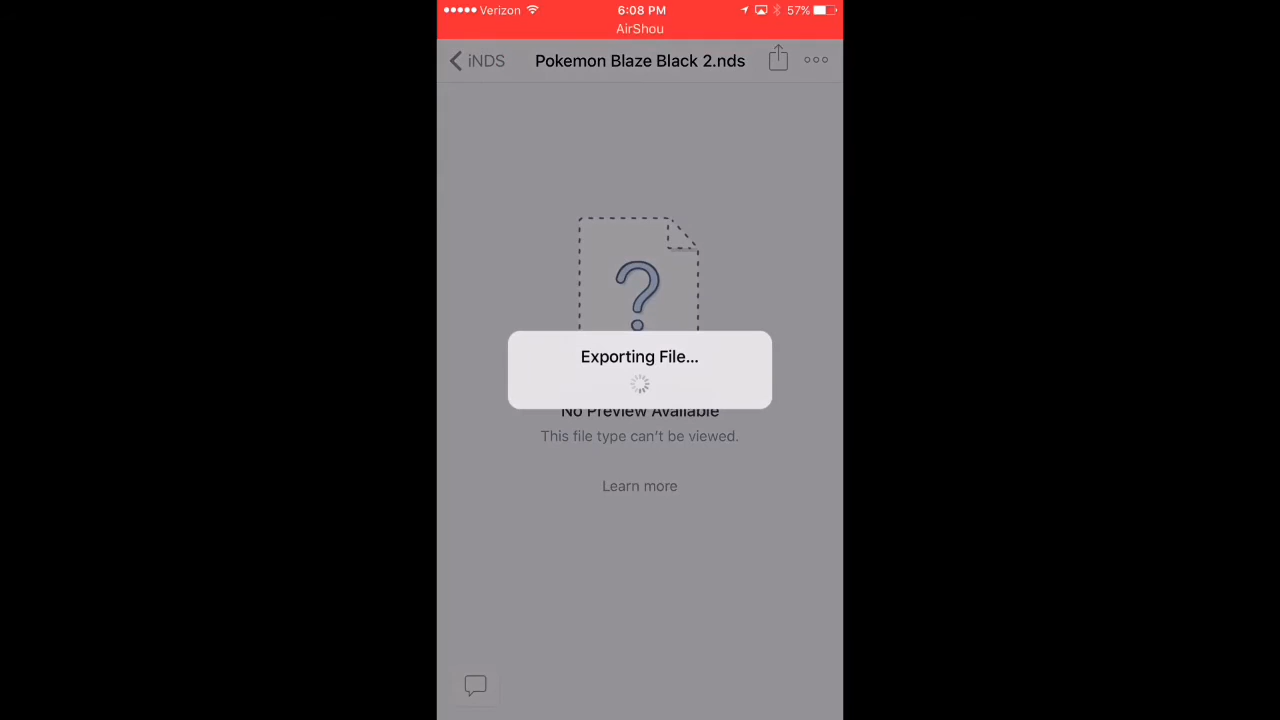 Verizon 6:08 PM 57%
AirShou
iNDS Pokemon Blaze Black 2.nds
?
Exporting File...
No Preview Available
This file type can't be viewed.
Learn more